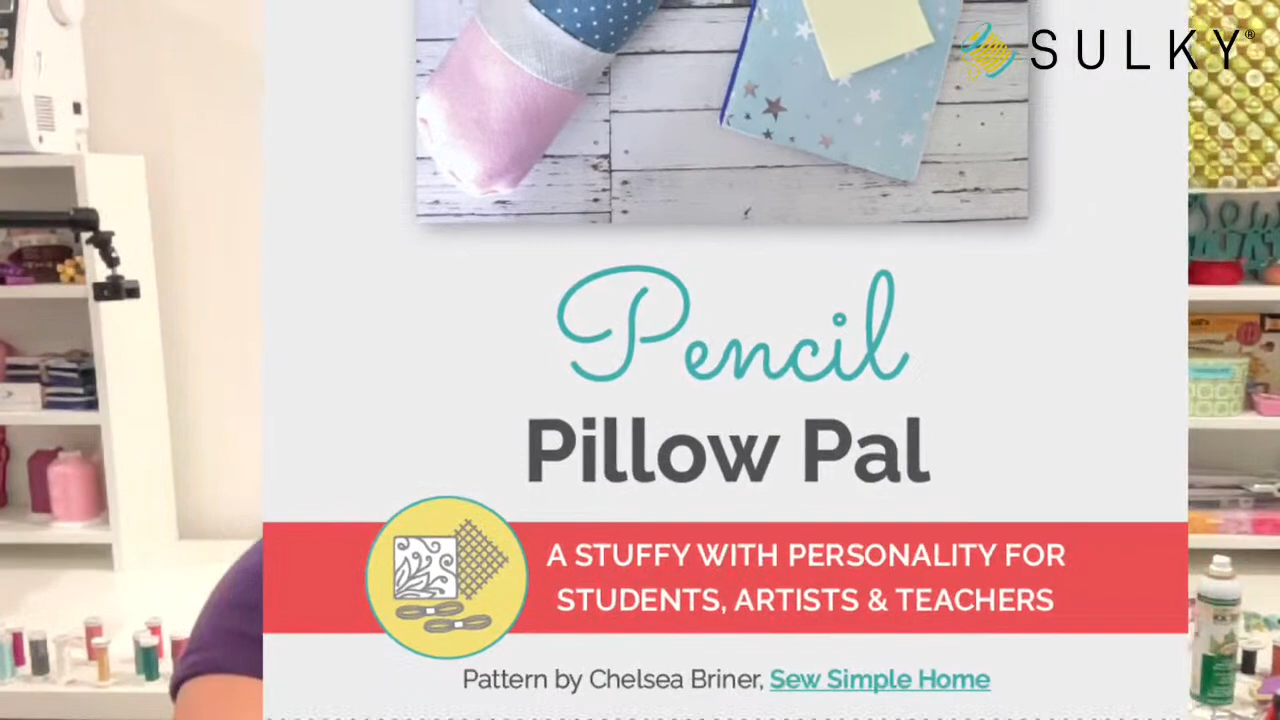 SULKY®
Pencil
Pillow Pal
A STUFFY WITH PERSONALITY FOR
STUDENTS, ARTISTS & TEACHERS
Pattern by Chelsea Briner, Sew Simple Home